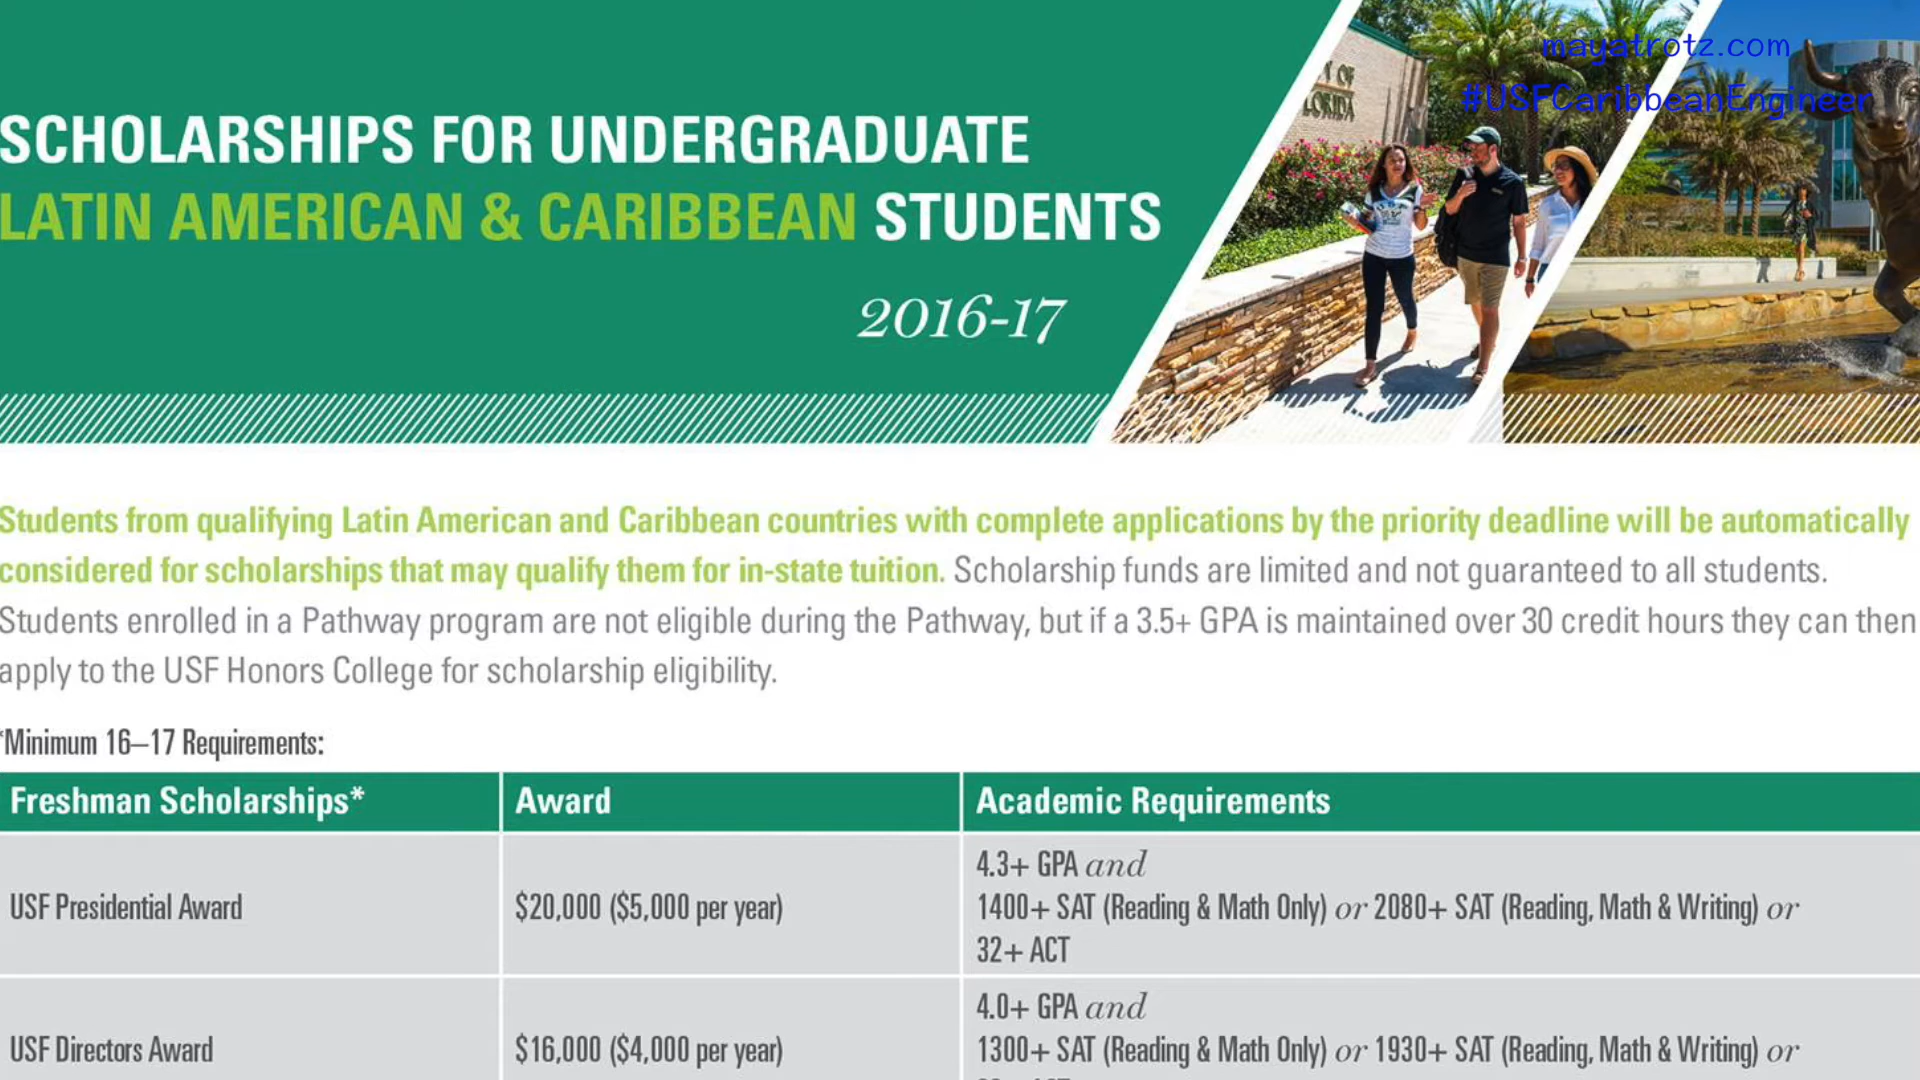 mayatrotz.com
#USFCaribbeanEngineer
SCHOLARSHIPS FOR UNDERGRADUATE
LATIN AMERICAN & CARIBBEAN STUDENTS
2016-17
Students from qualifying Latin American and Caribbean countries with complete applications by the priority deadline will be automatically
considered for scholarships that may qualify them for in-state tuition. Scholarship funds are limited and not guaranteed to all students.
Students enrolled in a Pathway program are not eligible during the Pathway, but if a 3.5+ GPA is maintained over 30 credit hours they can then
apply to the USF Honors College for scholarship eligibility.
*Minimum 16–17 Requirements:
Freshman Scholarships* Award Academic Requirements
4.3+ GPA and
USF Presidential Award $20,000 ($5,000 per year) 1400+ SAT (Reading & Math Only) or 2080+ SAT (Reading, Math & Writing) or
32+ ACT
4.0+ GPA and
USF Directors Award $16,000 ($4,000 per year) 1300+ SAT (Reading & Math Only) or 1930+ SAT (Reading, Math & Writing) or